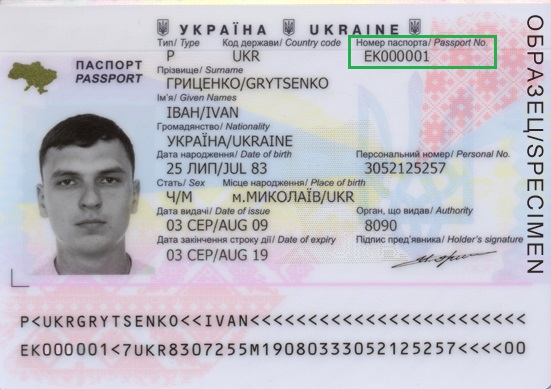 УКРАЇНА UKRAINE
Тип/ Type Код держави/ Country code Номер паспорта/ Passport No.
P UKR EK000001
ПАСПОРТ
PASSPORT
Прізвище/ Surname
ГРИЦЕНКО/GRYTSENKO
Ім'я/ Given Names
ІВАН/IVAN
Громадянство/ Nationality
УКРАЇНА/UKRAINE
Дата народження/ Date of birth Персональний номер/ Personal No.
25 ЛИП/JUL 83 3052125257
Стать/ Sex Місце народження/ Place of birth
Ч/M м.МИКОЛАЇВ/UKR
Дата видачі/ Date of issue Орган, що видав/ Authority
03 СЕР/AUG 09 8090
Дата закінчення строку дії/ Date of expiry Підпис пред'явника/ Holder's signature
03 СЕР/AUG 19
ОБРАЗЕЦ/SPECIMEN
P<UKRGRYTSENKO<<IVAN<<<<<<<<<<<<<<<<<<<<<<<<
EK000001<7UKR8307255M19080333052125257<<<<00